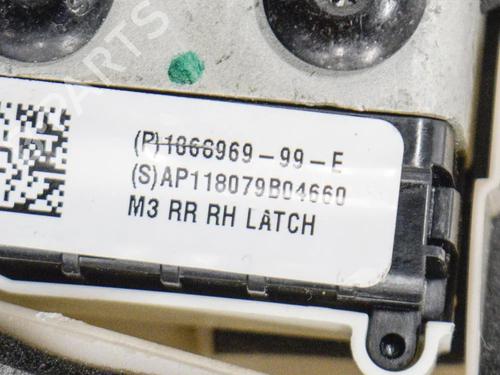 (P)1066969-99-E
(S)AP118079B04660
M3 RR RH LATCH